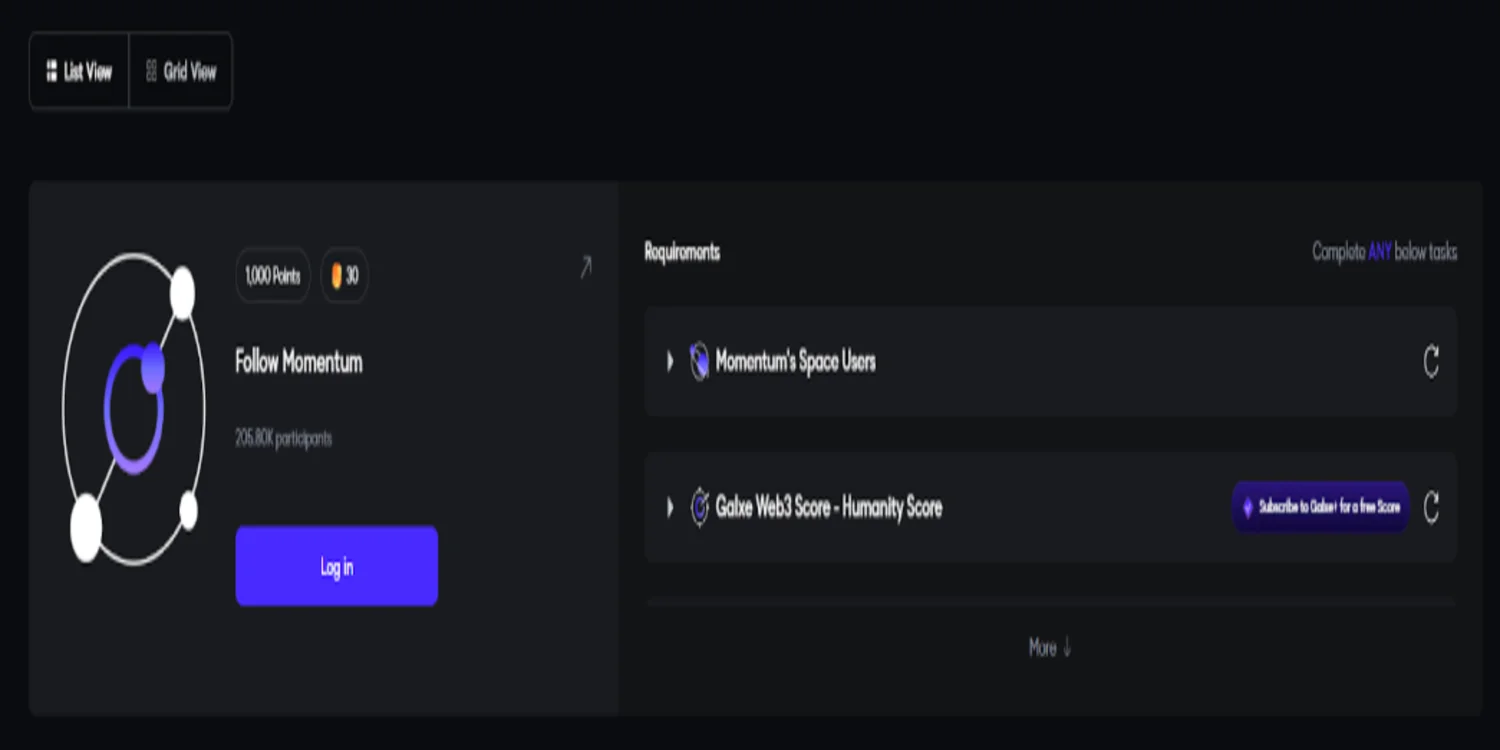 List View
Grid View
1,000 Points
30
Follow Momentum
205.80K participants
Log in
Requirements
Complete ANY below tasks
Momentum's Space Users
Galxe Web3 Score - Humanity Score
Subscribe to Galxe+ for a free Score
More ↓